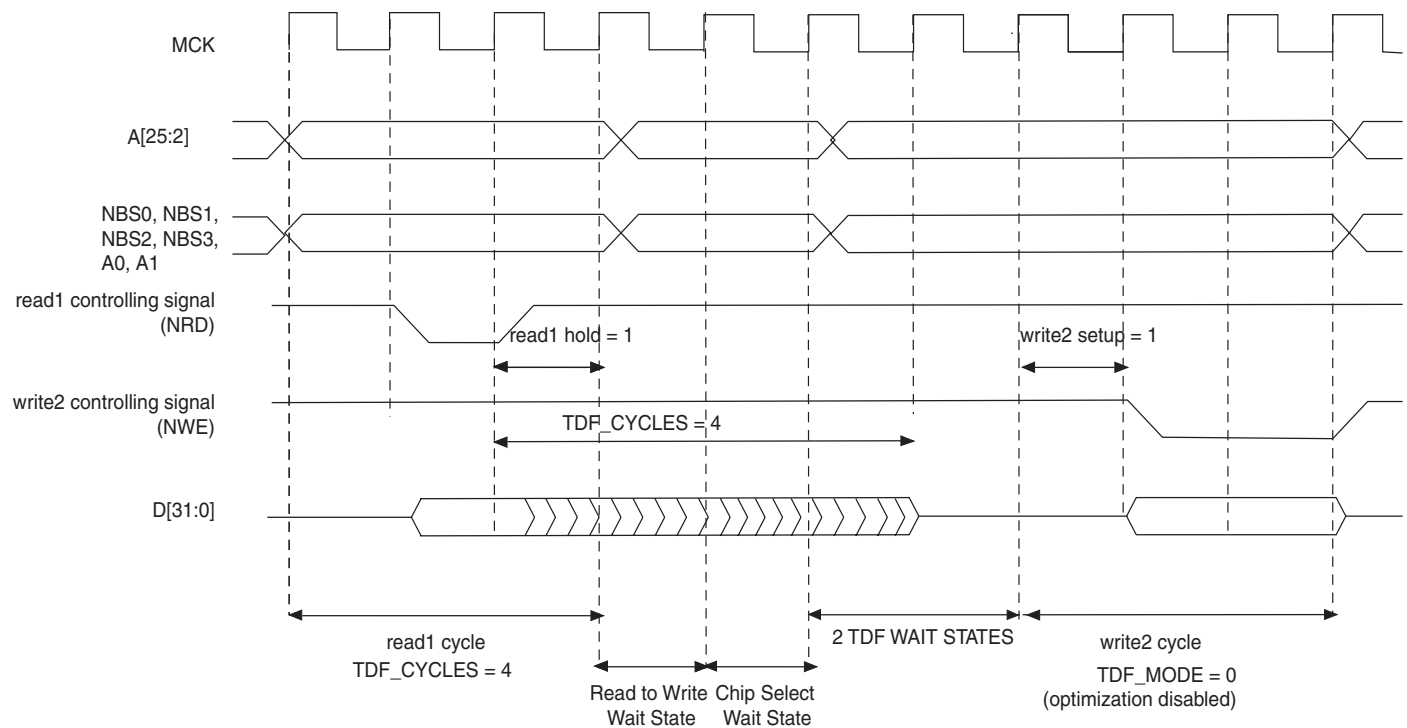 MCK
A[25:2]
NBS0, NBS1,
NBS2, NBS3,
A0, A1
read1 controlling signal
(NRD)
read1 hold = 1
write2 setup = 1
write2 controlling signal
(NWE)
TDF_CYCLES = 4
D[31:0]
read1 cycle
TDF_CYCLES = 4
2 TDF WAIT STATES
write2 cycle
TDF_MODE = 0
(optimization disabled)
Read to Write
Wait State
Chip Select
Wait State